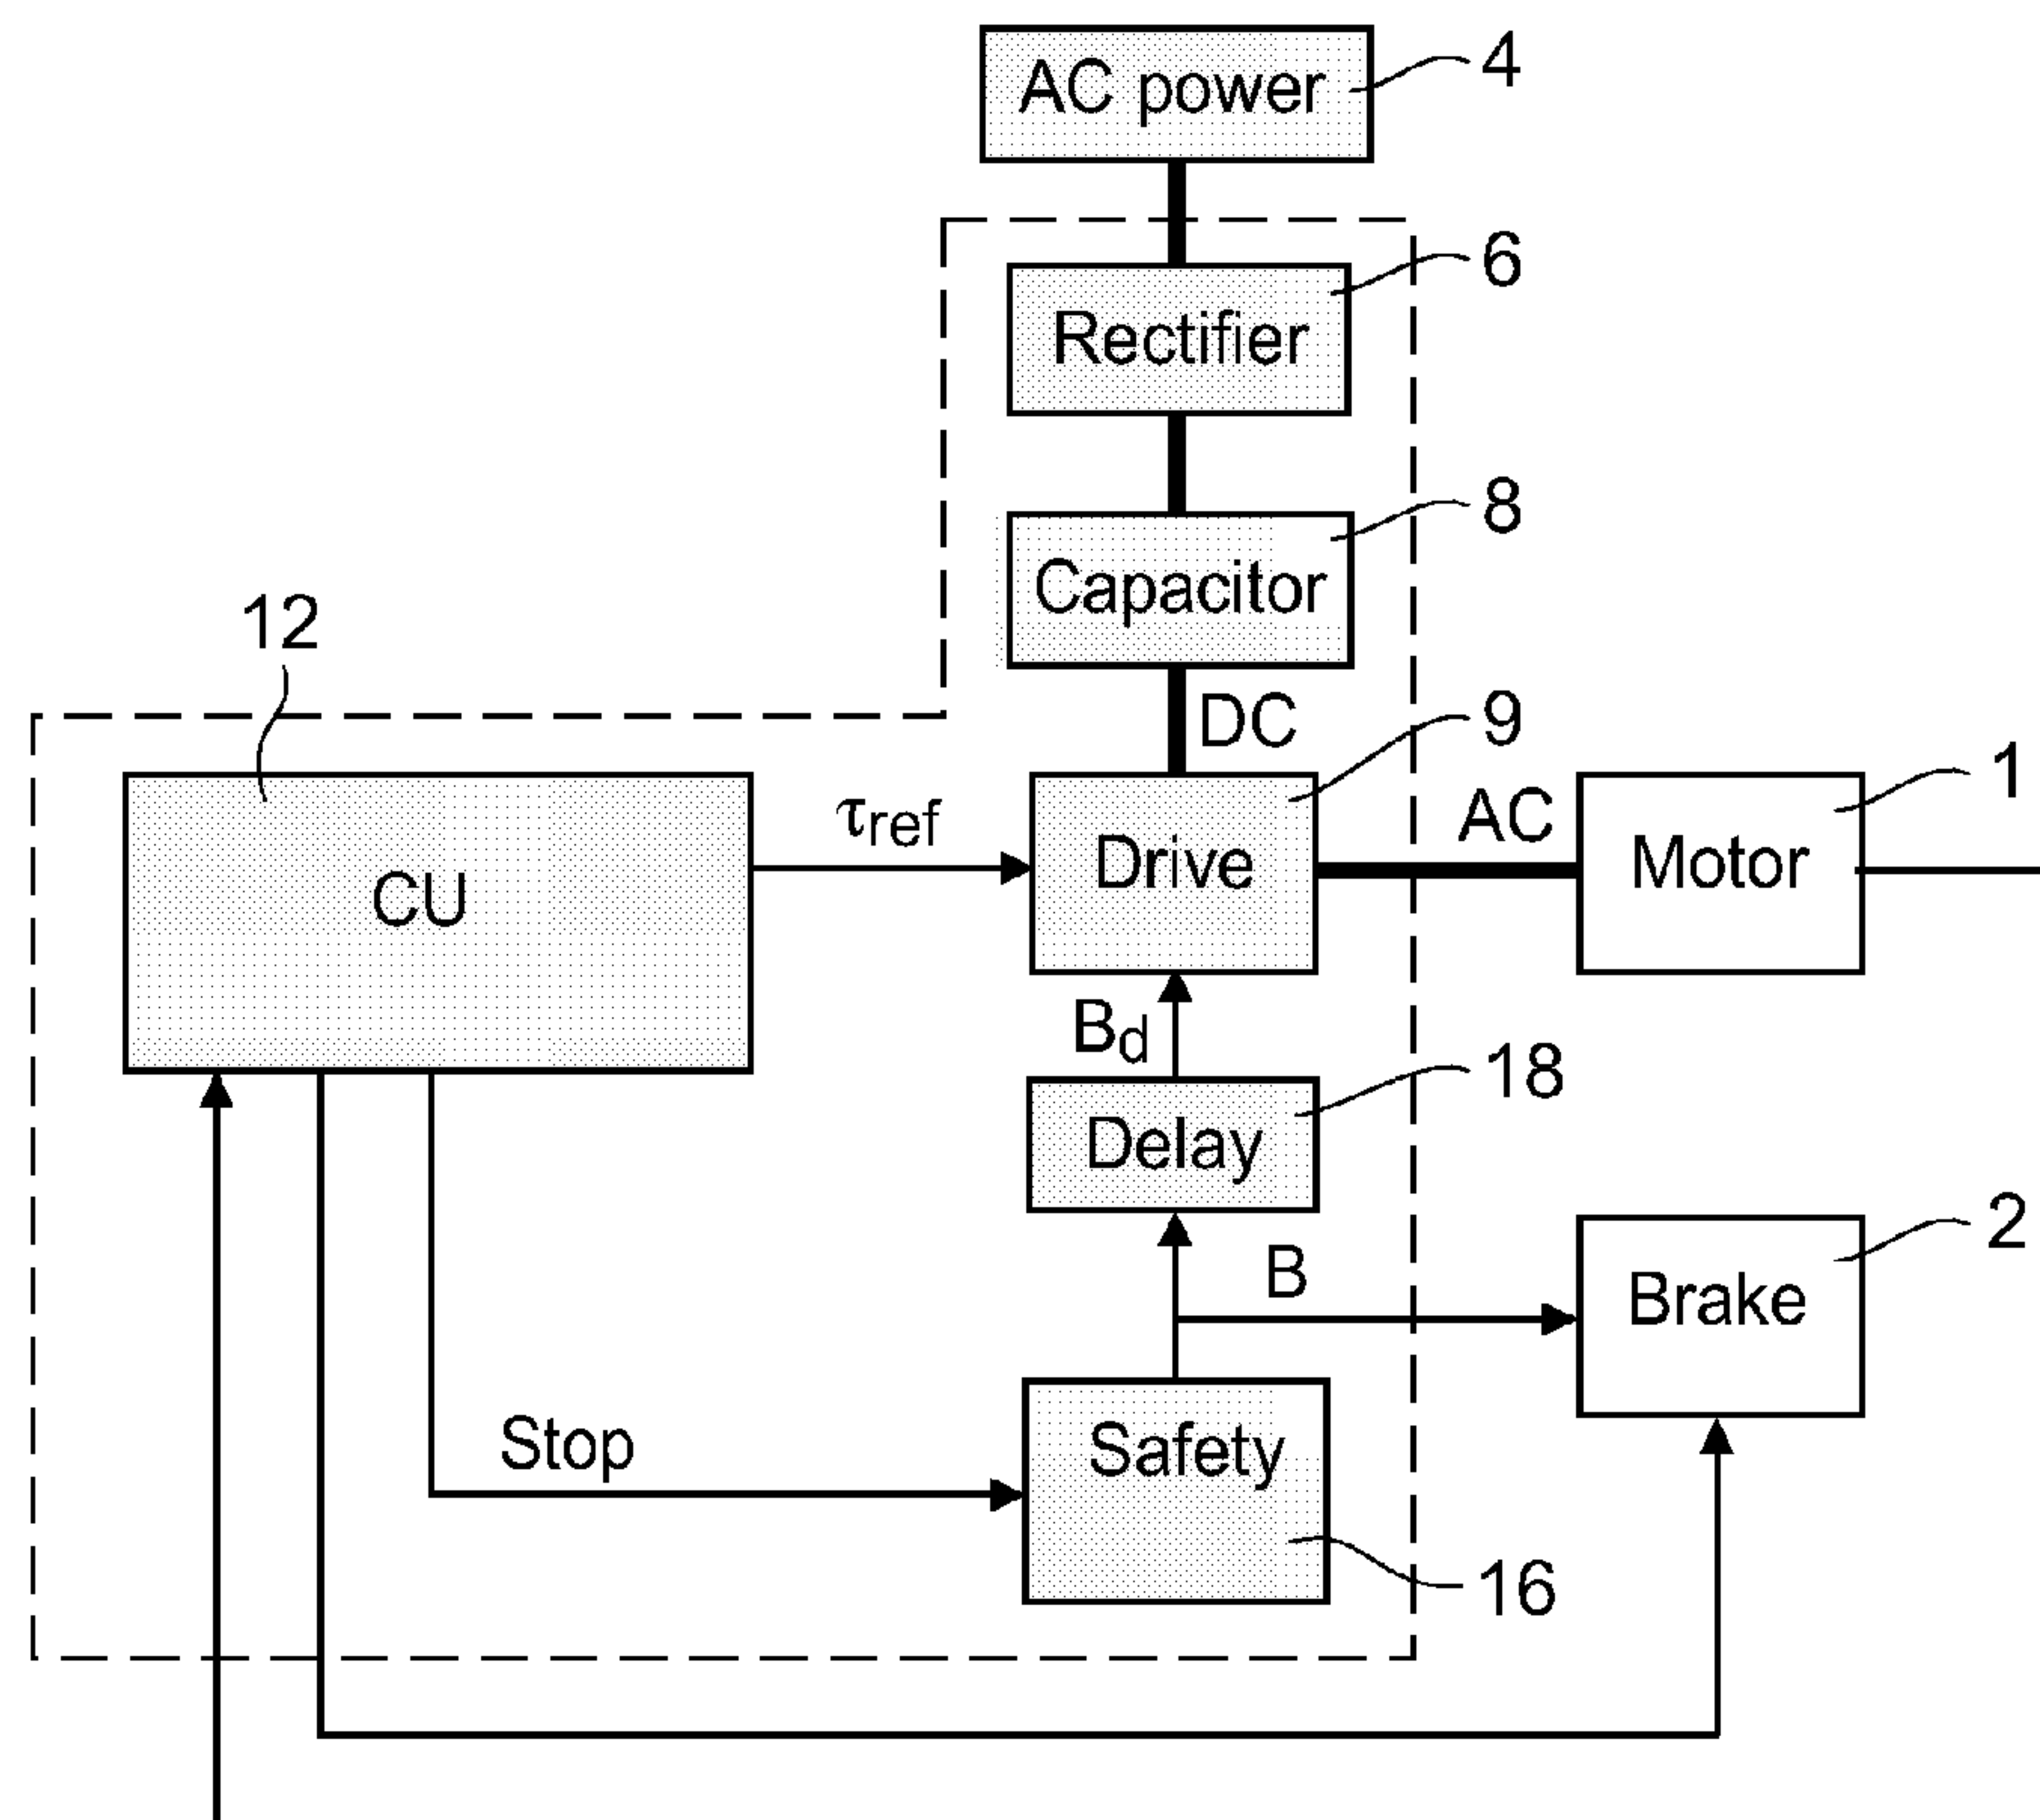 AC power
4
Rectifier
6
Capacitor
8
12
DC
9
CU
τref
Drive
AC
Motor
1
Bd
Delay
18
B
Brake
2
Stop
Safety
16